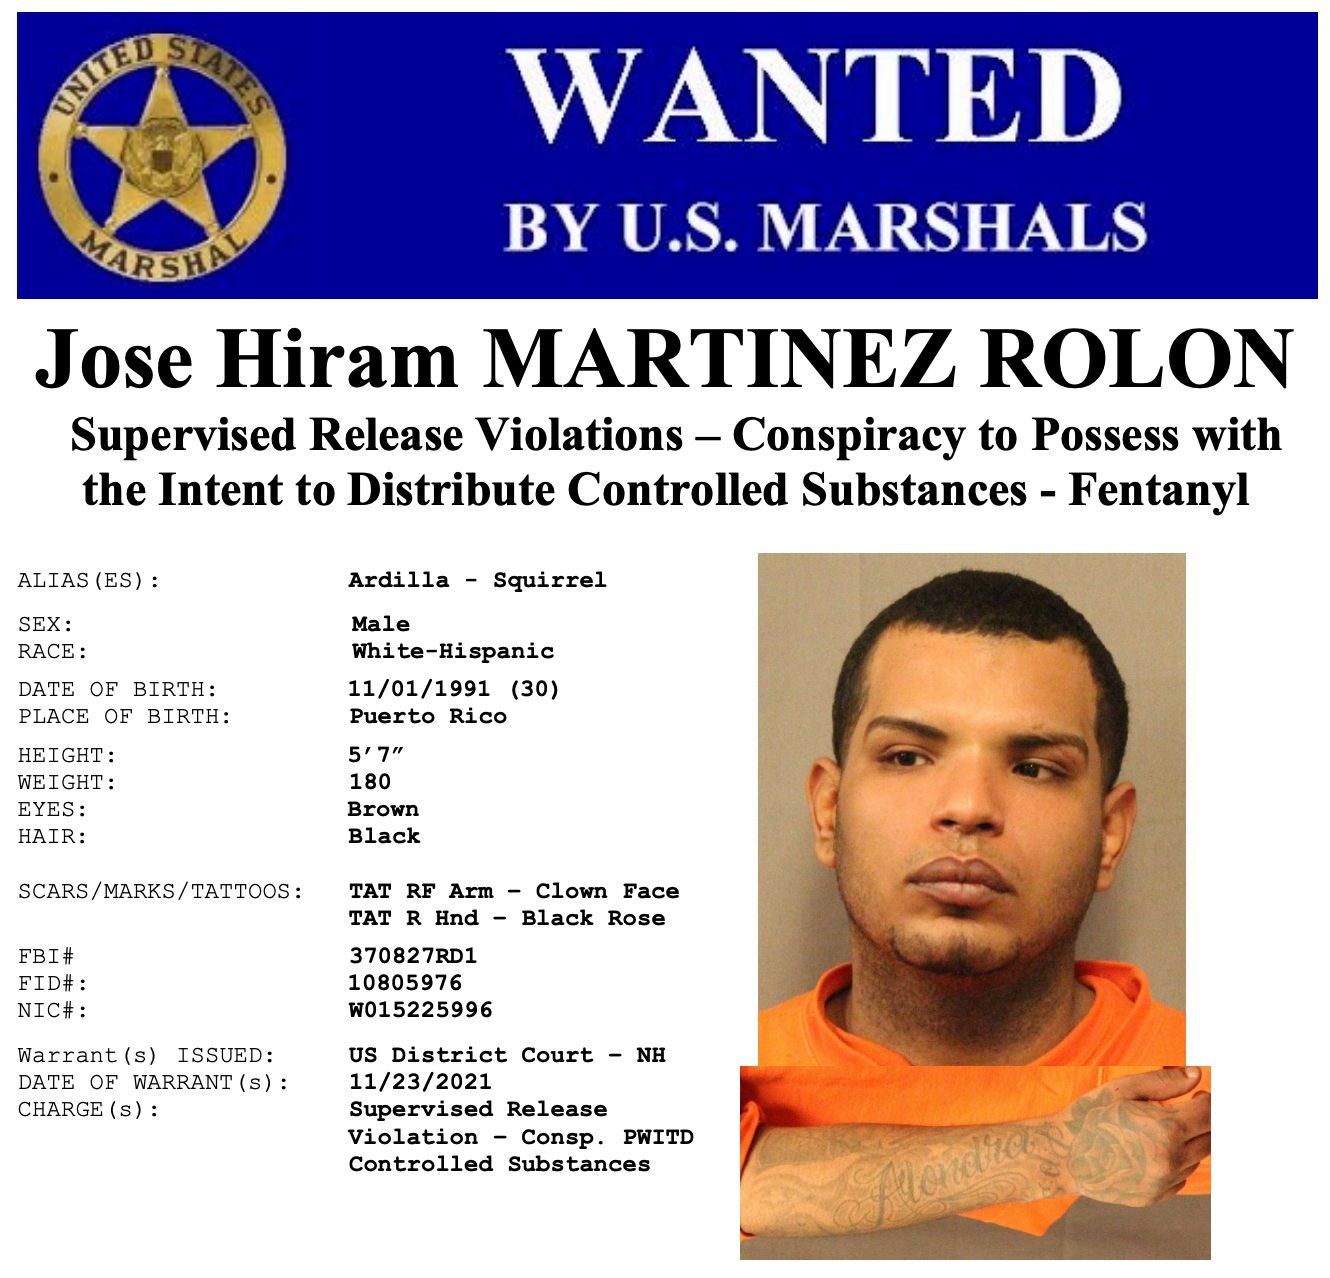 UNITED STATES
MARSHAL
WANTED
BY U.S. MARSHALS
Jose Hiram MARTINEZ ROLON
Supervised Release Violations – Conspiracy to Possess with
the Intent to Distribute Controlled Substances - Fentanyl
ALIAS(ES): Ardilla - Squirrel
SEX: Male
RACE: White-Hispanic
DATE OF BIRTH: 11/01/1991 (30)
PLACE OF BIRTH: Puerto Rico
HEIGHT: 5’7”
WEIGHT: 180
EYES: Brown
HAIR: Black
SCARS/MARKS/TATTOOS: TAT RF Arm – Clown Face
TAT R Hnd – Black Rose
FBI# 370827RD1
FID#: 10805976
NIC#: W015225996
Warrant(s) ISSUED: US District Court – NH
DATE OF WARRANT(s): 11/23/2021
CHARGE(s): Supervised Release
Violation – Consp. PWITD
Controlled Substances
Alondra